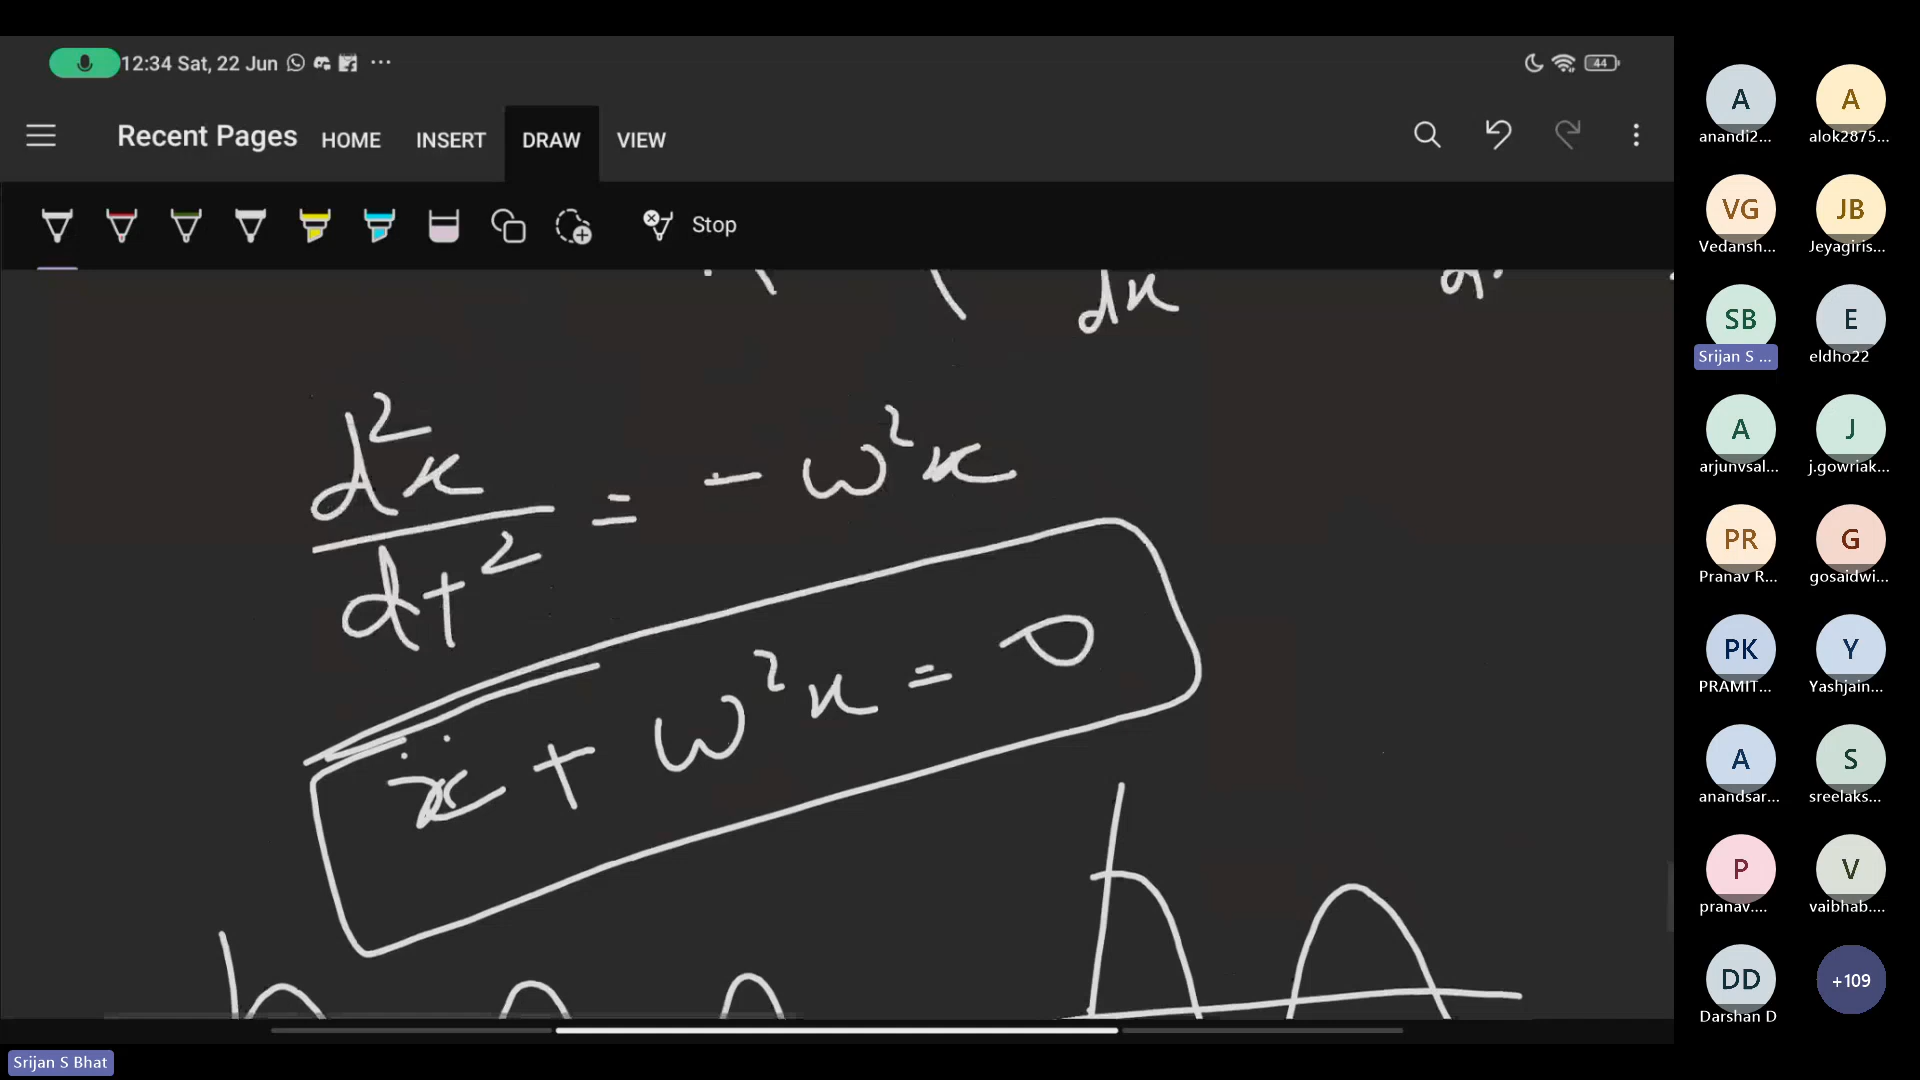 12:34 Sat, 22 Jun ...
44
Recent Pages HOME INSERT DRAW VIEW
Stop
dx
d²x/dt² = - ω²x
ẍ + ω²x = 0
A A
anandi2... alok2875...
VG JB
Vedansh... Jeyagiris...
SB E
Srijan S ... eldho22
A J
arjunvsal... j.gowriak...
PR G
Pranav R... gosaidwi...
PK Y
PRAMIT... Yashjain...
A S
anandsar... sreelaks...
P V
pranav.... vaibhab....
DD +109
Darshan D
Srijan S Bhat